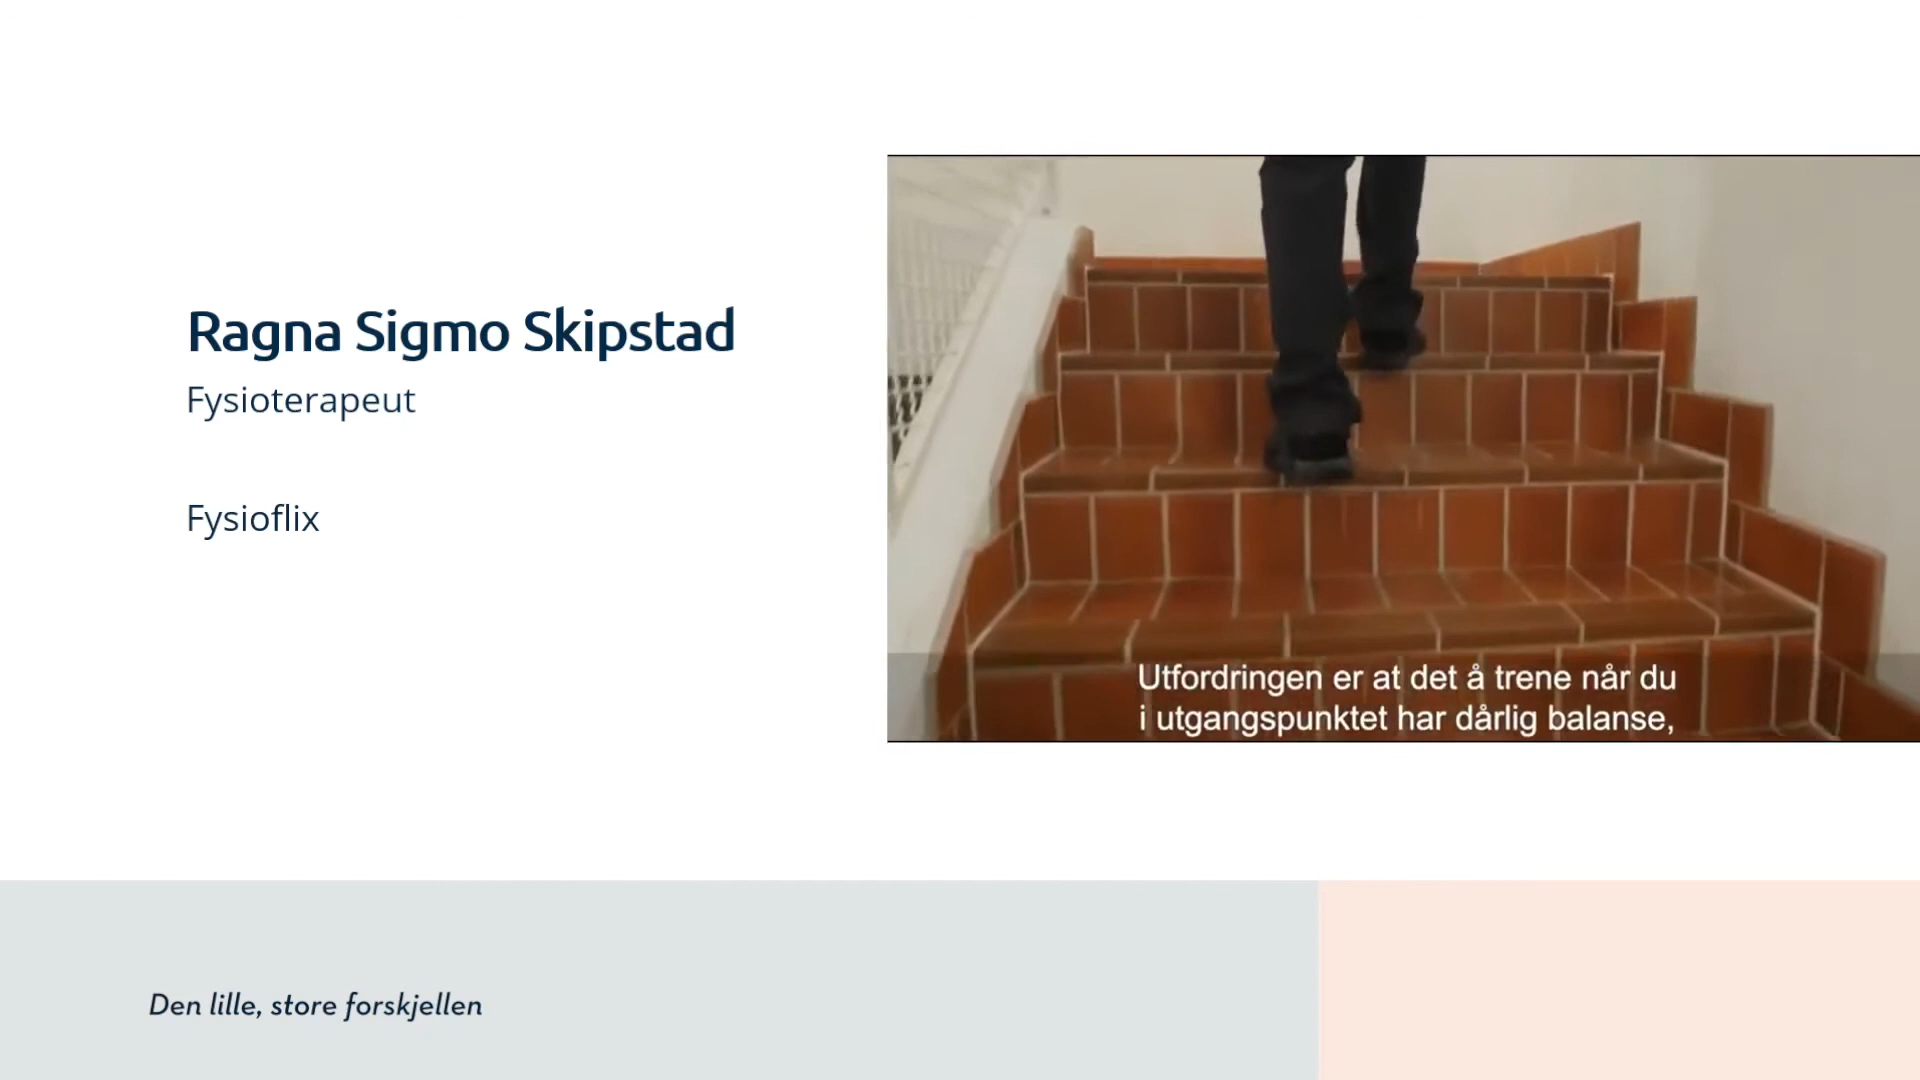 Ragna Sigmo Skipstad
Fysioterapeut
Fysioflix
Utfordringen er at det å trene når du
i utgangspunktet har dårlig balanse,
Den lille, store forskjellen